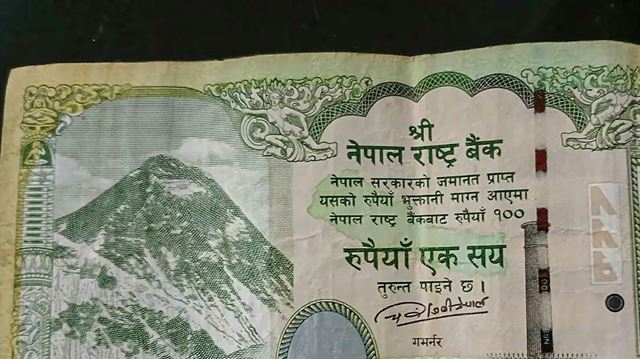 श्री
नेपाल राष्ट्र बैंक
नेपाल सरकारको जमानत प्राप्त
यसको रुपैयाँ भुक्तानी माग्न आएमा
नेपाल राष्ट्र बैंकबाट रुपैयाँ १००
रुपैयाँ एक सय
तुरुन्त पाइने छ।
गभर्नर